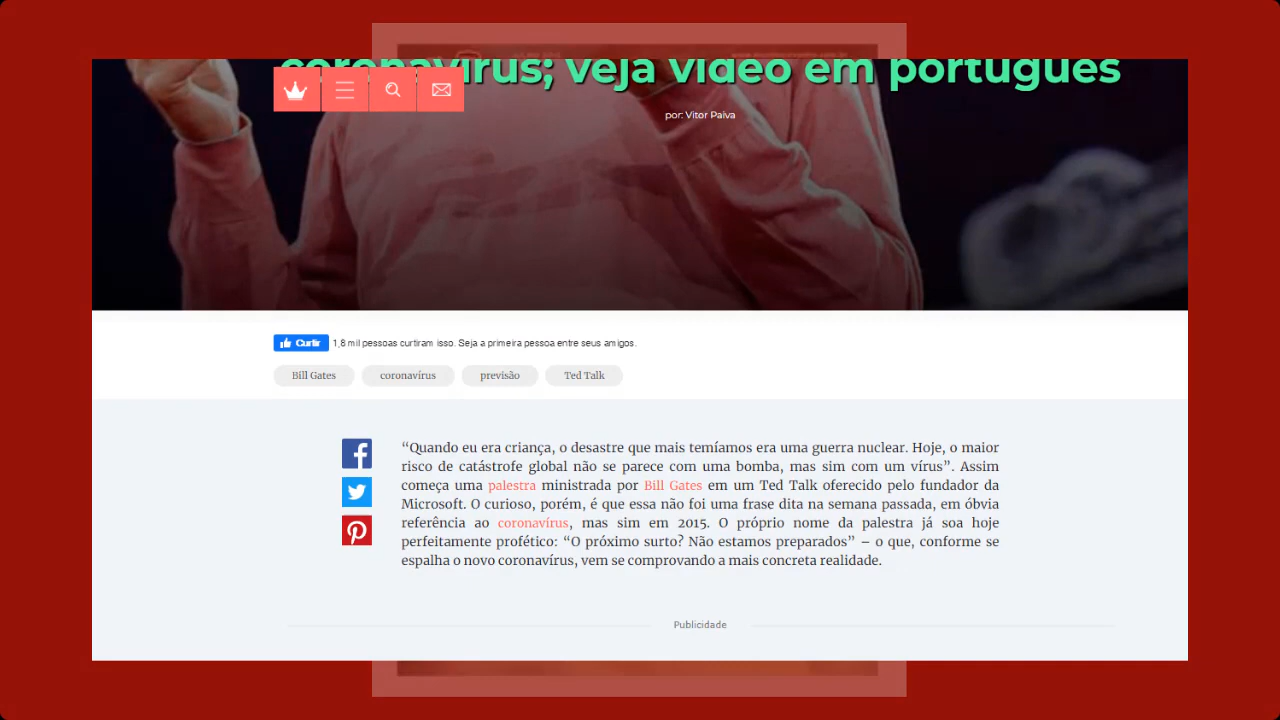 coronavírus; veja vídeo em português
por: Vitor Paiva
Curtir 1,8 mil pessoas curtiram isso. Seja a primeira pessoa entre seus amigos.
Bill Gates coronavírus previsão Ted Talk
“Quando eu era criança, o desastre que mais temíamos era uma guerra nuclear. Hoje, o maior
risco de catástrofe global não se parece com uma bomba, mas sim com um vírus”. Assim
começa uma palestra ministrada por Bill Gates em um Ted Talk oferecido pelo fundador da
Microsoft. O curioso, porém, é que essa não foi uma frase dita na semana passada, em óbvia
referência ao coronavírus, mas sim em 2015. O próprio nome da palestra já soa hoje
perfeitamente profético: “O próximo surto? Não estamos preparados” – o que, conforme se
espalha o novo coronavírus, vem se comprovando a mais concreta realidade.
Publicidade